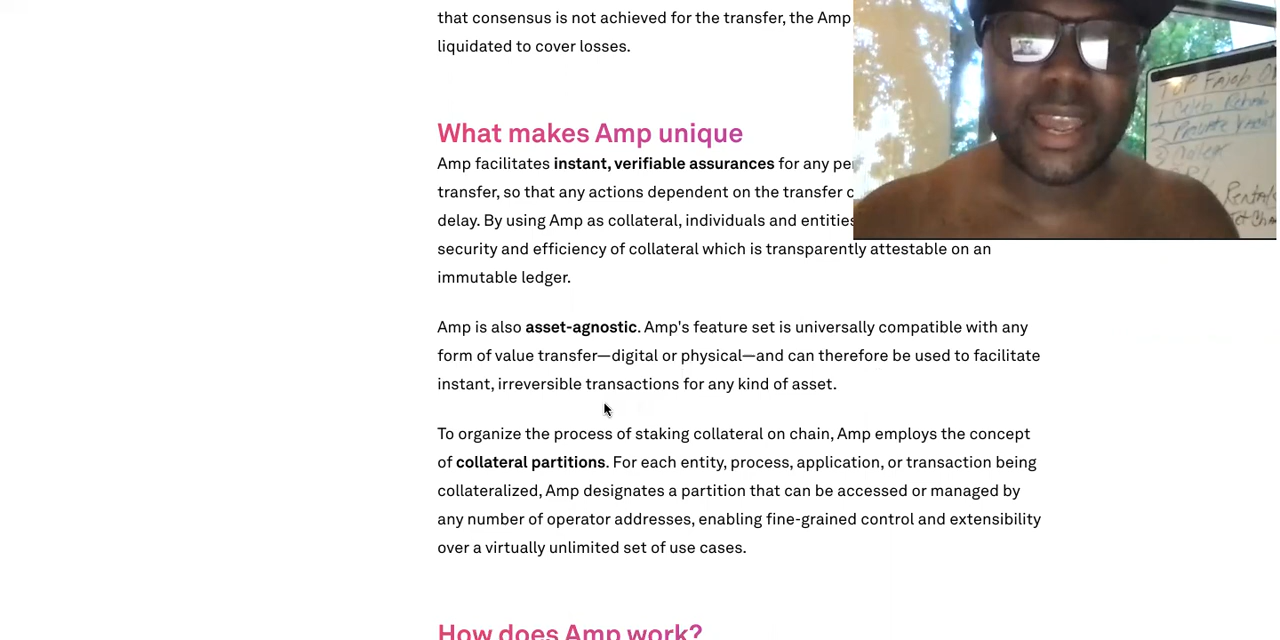 that consensus is not achieved for the transfer, the Amp
liquidated to cover losses.
What makes Amp unique
Amp facilitates instant, verifiable assurances for any
transfer, so that any actions dependent on the transfer
delay. By using Amp as collateral, individuals and entities
security and efficiency of collateral which is transparently attestable on an
immutable ledger.
Amp is also asset-agnostic. Amp's feature set is universally compatible with any
form of value transfer—digital or physical—and can therefore be used to facilitate
instant, irreversible transactions for any kind of asset.
To organize the process of staking collateral on chain, Amp employs the concept
of collateral partitions. For each entity, process, application, or transaction being
collateralized, Amp designates a partition that can be accessed or managed by
any number of operator addresses, enabling fine-grained control and extensibility
over a virtually unlimited set of use cases.
How does Amp work?
TOP
1 Celeb Rehab
2 Private
Rentals